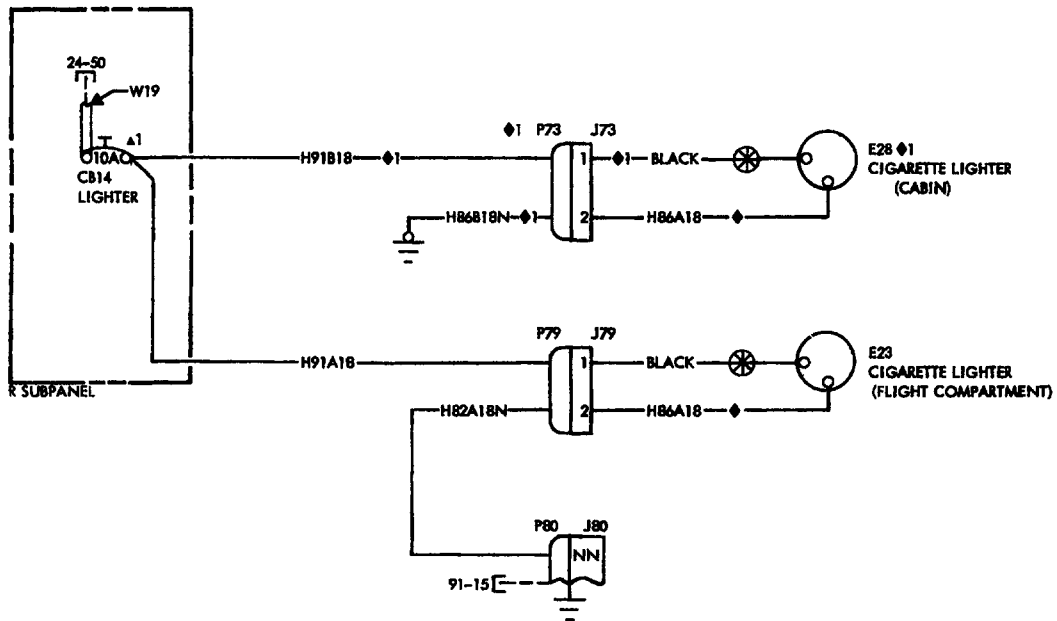 24-50
W19
▲1
10A
CB14
LIGHTER
R SUBPANEL
H91B18 ◆1
◆1 P73 J73
1 ◆1 BLACK
E28 ◆1
CIGARETTE LIGHTER
(CABIN)
H86B18N ◆1
2 H86A18 ◆
H91A18
P79 J79
1 BLACK
E23
CIGARETTE LIGHTER
(FLIGHT COMPARTMENT)
H82A18N
2 H86A18 ◆
P80 J80
NN
91-15